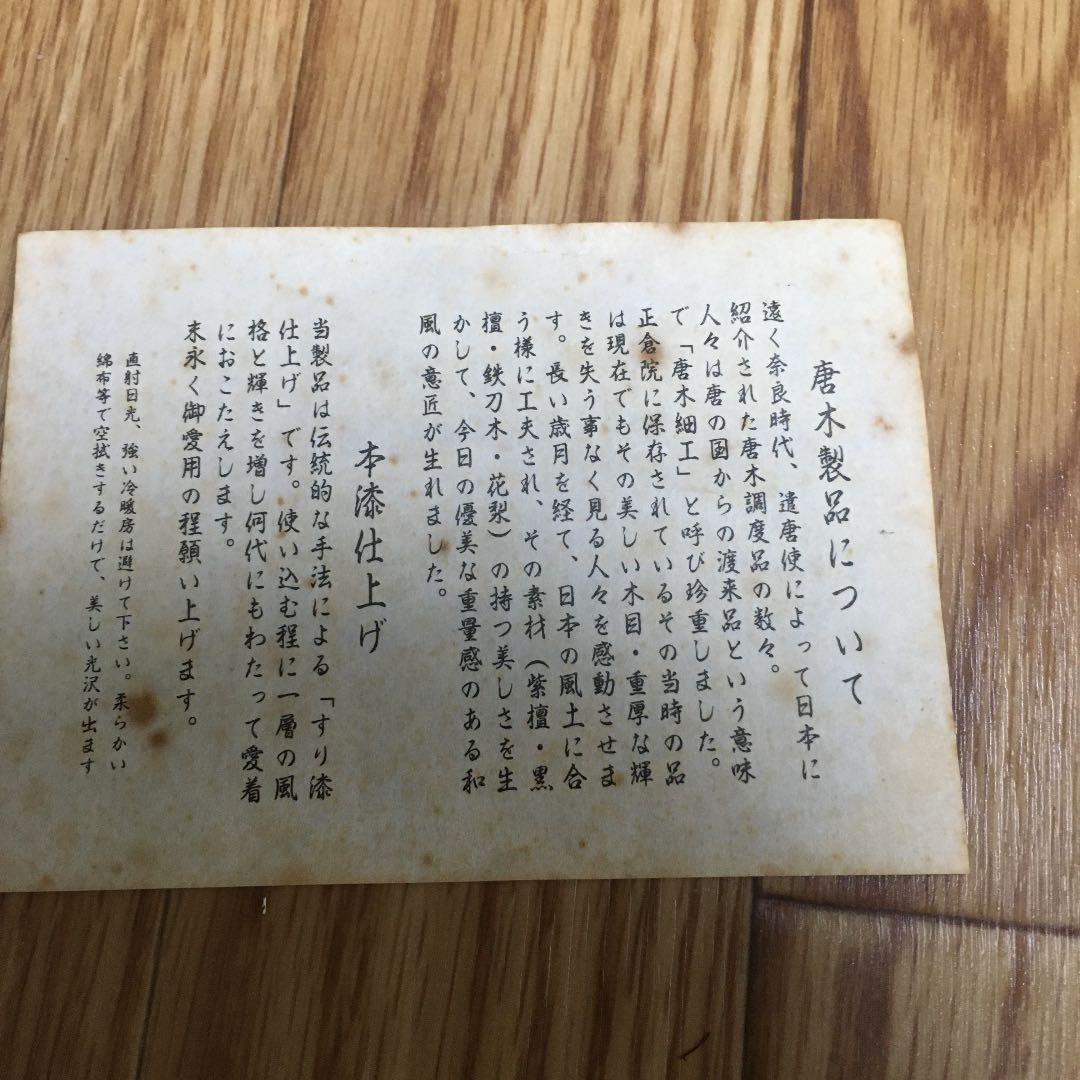 唐木製品について
遠く奈良時代、遣唐使によって日本に
紹介された唐木調度品の数々。
人々は唐の国からの渡来品という意味
で「唐木細工」と呼び珍重しました。
正倉院に保存されているその当時の品
は現在でもその美しい木目・重厚な輝
きを失う事なく見る人々を感動させま
す。長い歳月を経て、日本の風土に合
う様に工夫され、その素材（紫檀・黒
檀・鉄刀木・花梨）の持つ美しさを生
かして、今日の優美な重量感のある和
風の意匠が生れました。
本漆仕上げ
当製品は伝統的な手法による「すり漆
仕上げ」です。使い込む程に一層の風
格と輝きを増し何代にもわたって愛着
におこたえします。
末永く御愛用の程願い上げます。
直射日光、強い冷暖房は避けて下さい。柔らかい
綿布等で空拭きするだけで、美しい光沢が出ます